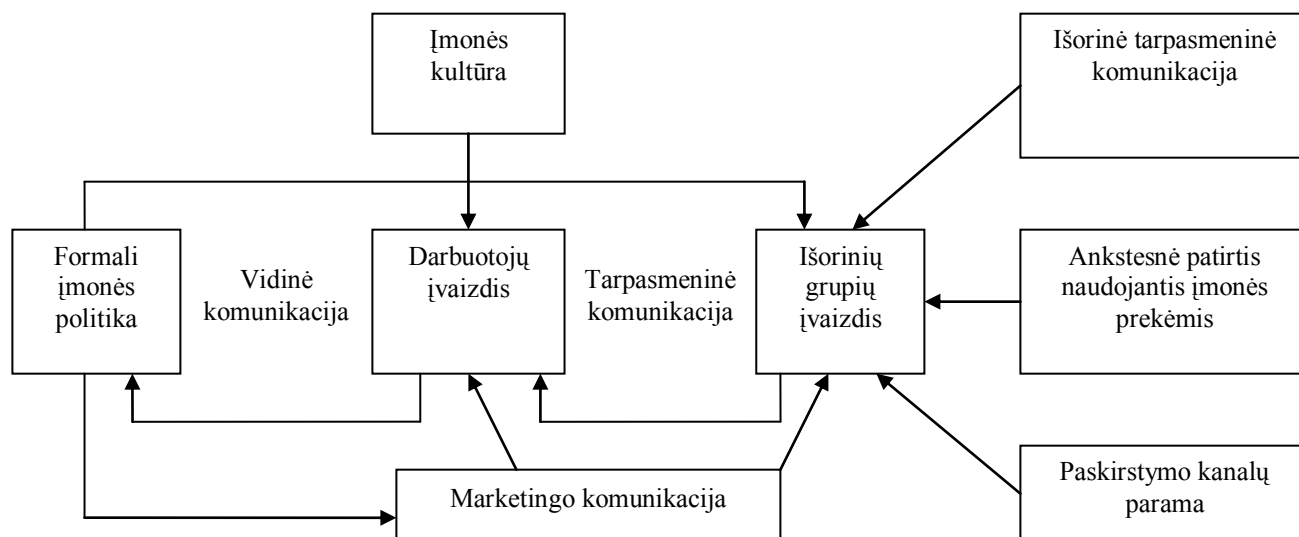 Įmonės
kultūra
Išorinė tarpasmeninė
komunikacija
Formali
įmonės
politika
Vidinė
komunikacija
Darbuotojų
įvaizdis
Tarpasmeninė
komunikacija
Išorinių
grupių
įvaizdis
Ankstesnė patirtis
naudojantis įmonės
prekėmis
Marketingo komunikacija
Paskirstymo kanalų
parama